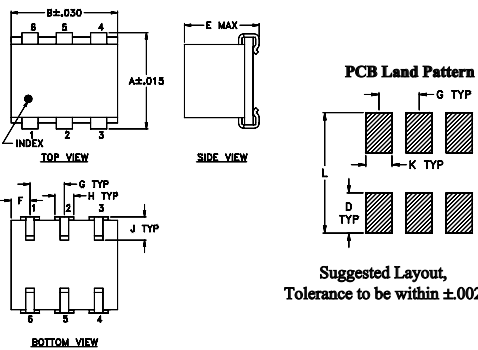 B±.030
6 5 4
A±.015
INDEX
1 2 3
TOP VIEW
E MAX
SIDE VIEW
PCB Land Pattern
G TYP
K TYP
L
D
TYP
Suggested Layout,
Tolerance to be within ±.002
G TYP
H TYP
F
1 2 3
J TYP
6 5 4
BOTTOM VIEW